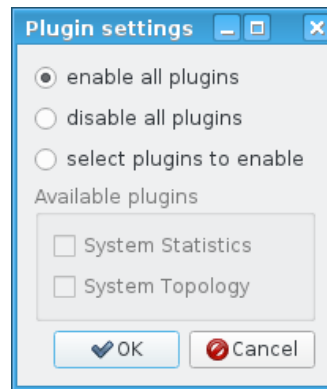 Plugin settings
enable all plugins
disable all plugins
select plugins to enable
Available plugins
System Statistics
System Topology
OK
Cancel